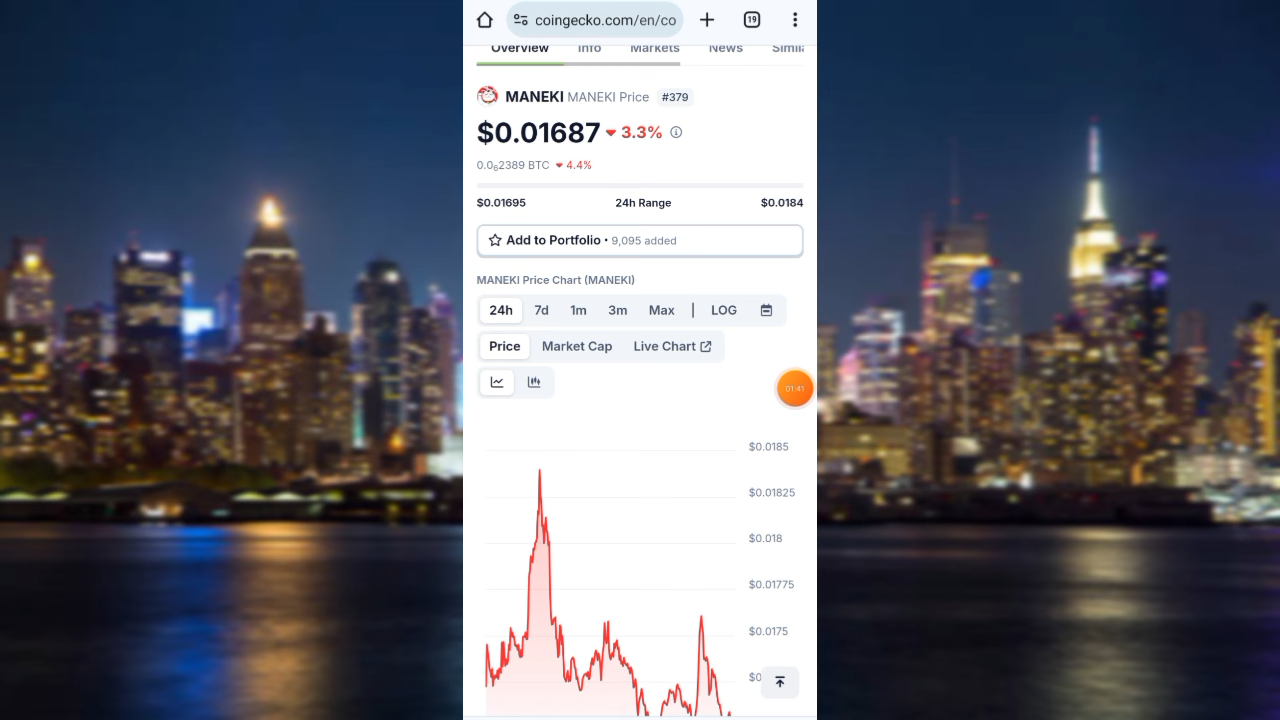 coingecko.com/en/co
19
Overview Info Markets News Simila
MANEKI MANEKI Price #379
$0.01687 3.3%
0.0₆2389 BTC 4.4%
$0.01695 24h Range $0.0184
Add to Portfolio • 9,095 added
MANEKI Price Chart (MANEKI)
24h 7d 1m 3m Max | LOG
Price Market Cap Live Chart
01:41
$0.0185
$0.01825
$0.018
$0.01775
$0.0175
$0